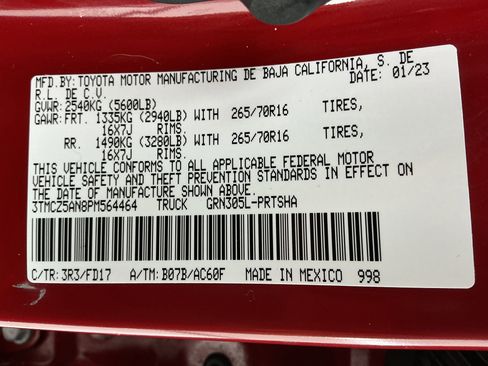 MFD.BY:TOYOTA MOTOR MANUFACTURING DE BAJA CALIFORNIA, S. DE
R.L. DE C.V. DATE: 01/23
GVWR: 2540KG (5600LB)
GAWR: FRT. 1335KG (2940LB) WITH 265/70R16 TIRES,
16X7J RIMS.
RR. 1490KG (3280LB) WITH 265/70R16 TIRES,
16X7J RIMS.
THIS VEHICLE CONFORMS TO ALL APPLICABLE FEDERAL MOTOR
VEHICLE SAFETY AND THEFT PREVENTION STANDARDS IN EFFECT ON
THE DATE OF MANUFACTURE SHOWN ABOVE.
3TMCZ5AN0PM564464 TRUCK GRN305L-PRTSHA
C/TR: 3R3/FD17 A/TM: B07B/AC60F MADE IN MEXICO 998